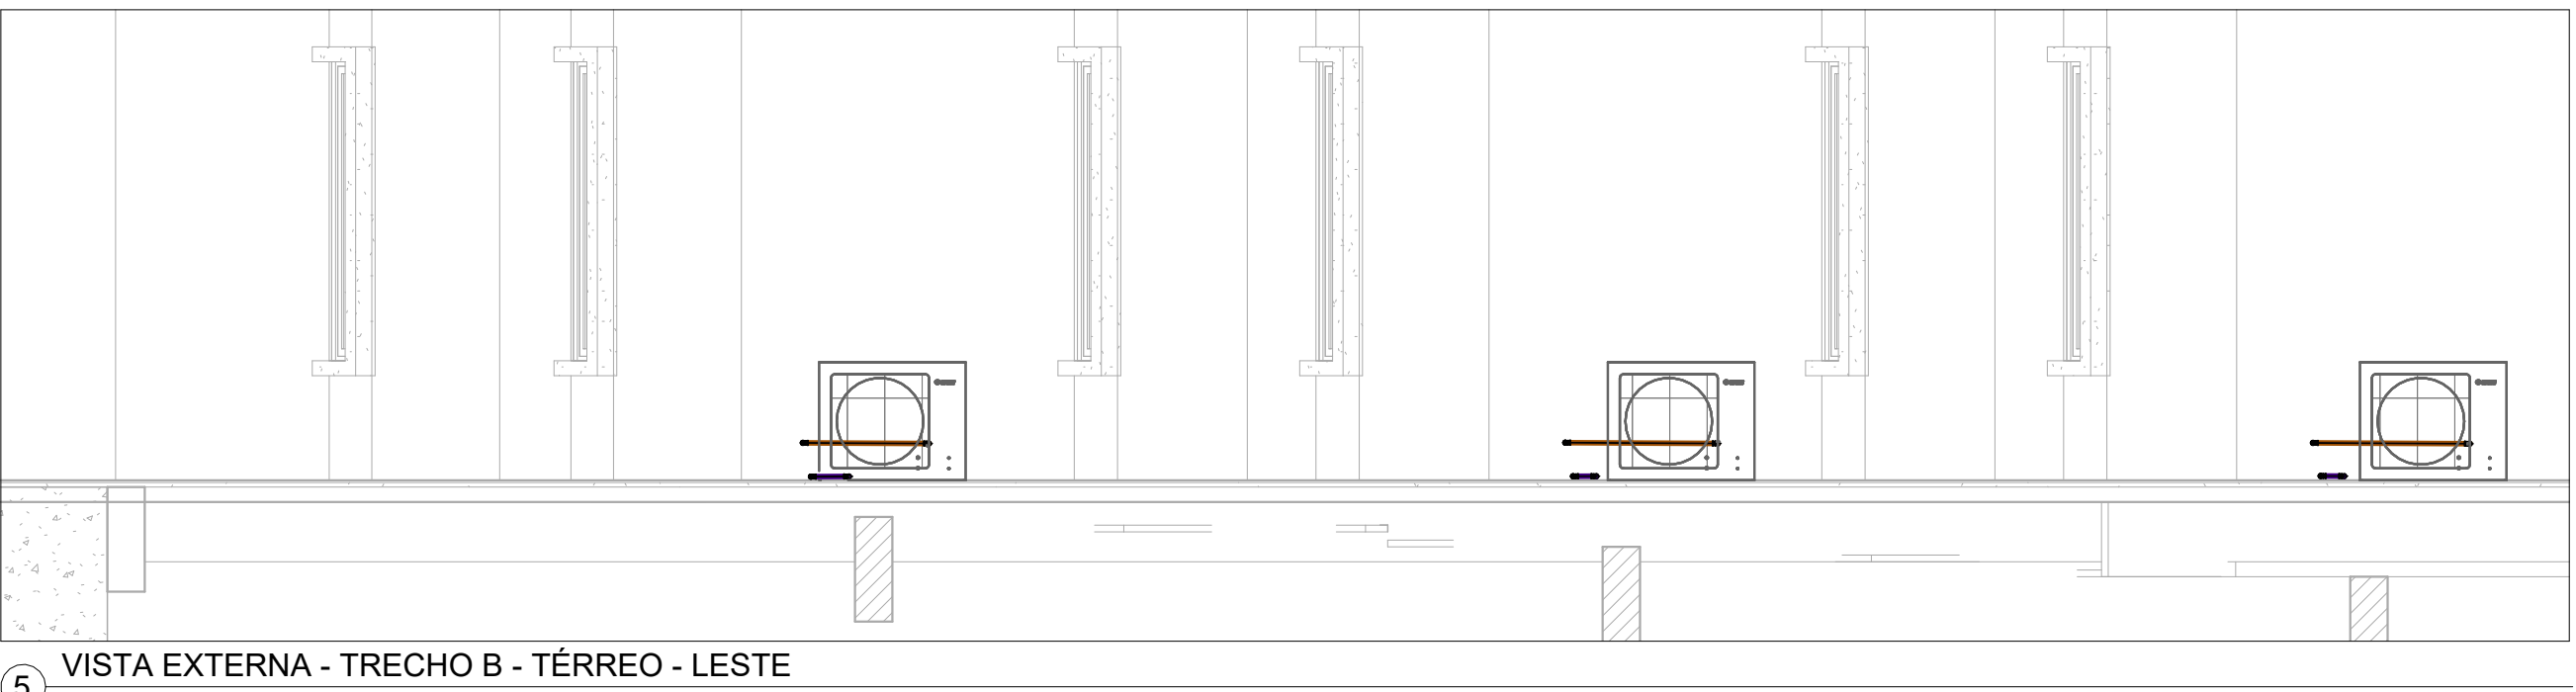 VISTA EXTERNA - TRECHO B - TÉRREO - LESTE
5